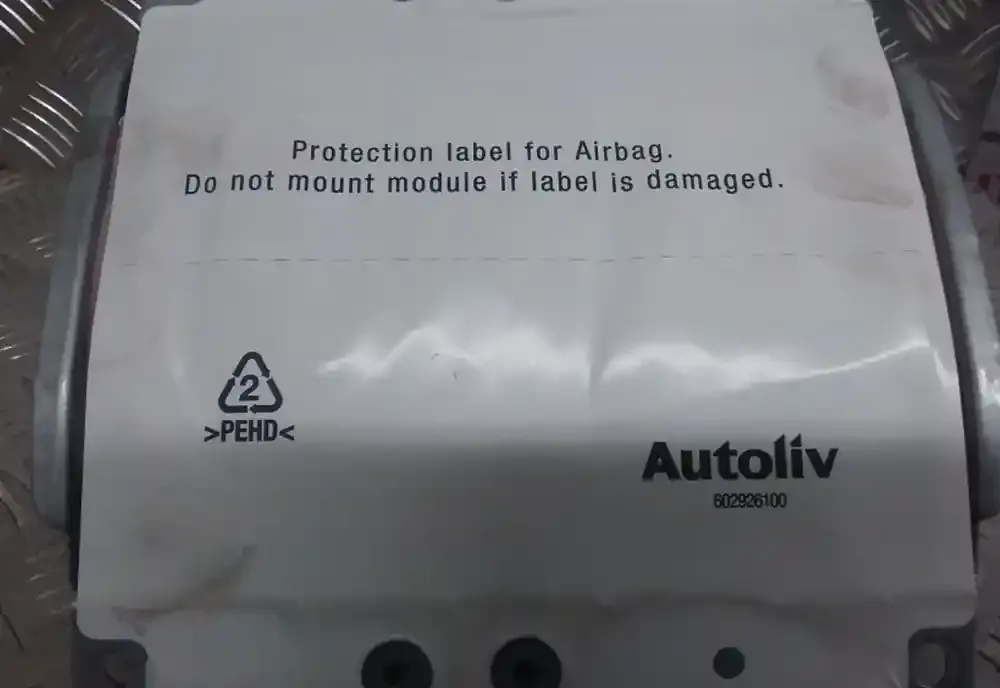 Protection label for Airbag.
Do not mount module if label is damaged.
2
>PEHD<
Autoliv
602926100